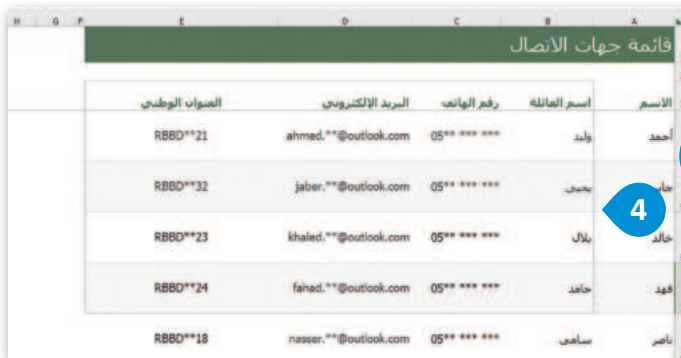 A B C D E F G H
قائمة جهات الاتصال
الاسم اسم العائلة رقم الهاتف البريد الإلكتروني العنوان الوطني
أحمد وليد 05** *** *** ahmed.**@outlook.com RBBD**21
يحيى 05** *** *** jaber.**@outlook.com RBBD**32
4
خالد بلال 05** *** *** khaled.**@outlook.com RBBD**23
فهد حامد 05** *** *** fahad.**@outlook.com RBBD**24
ناصر سامي 05** *** *** nasser.**@outlook.com RBBD**18